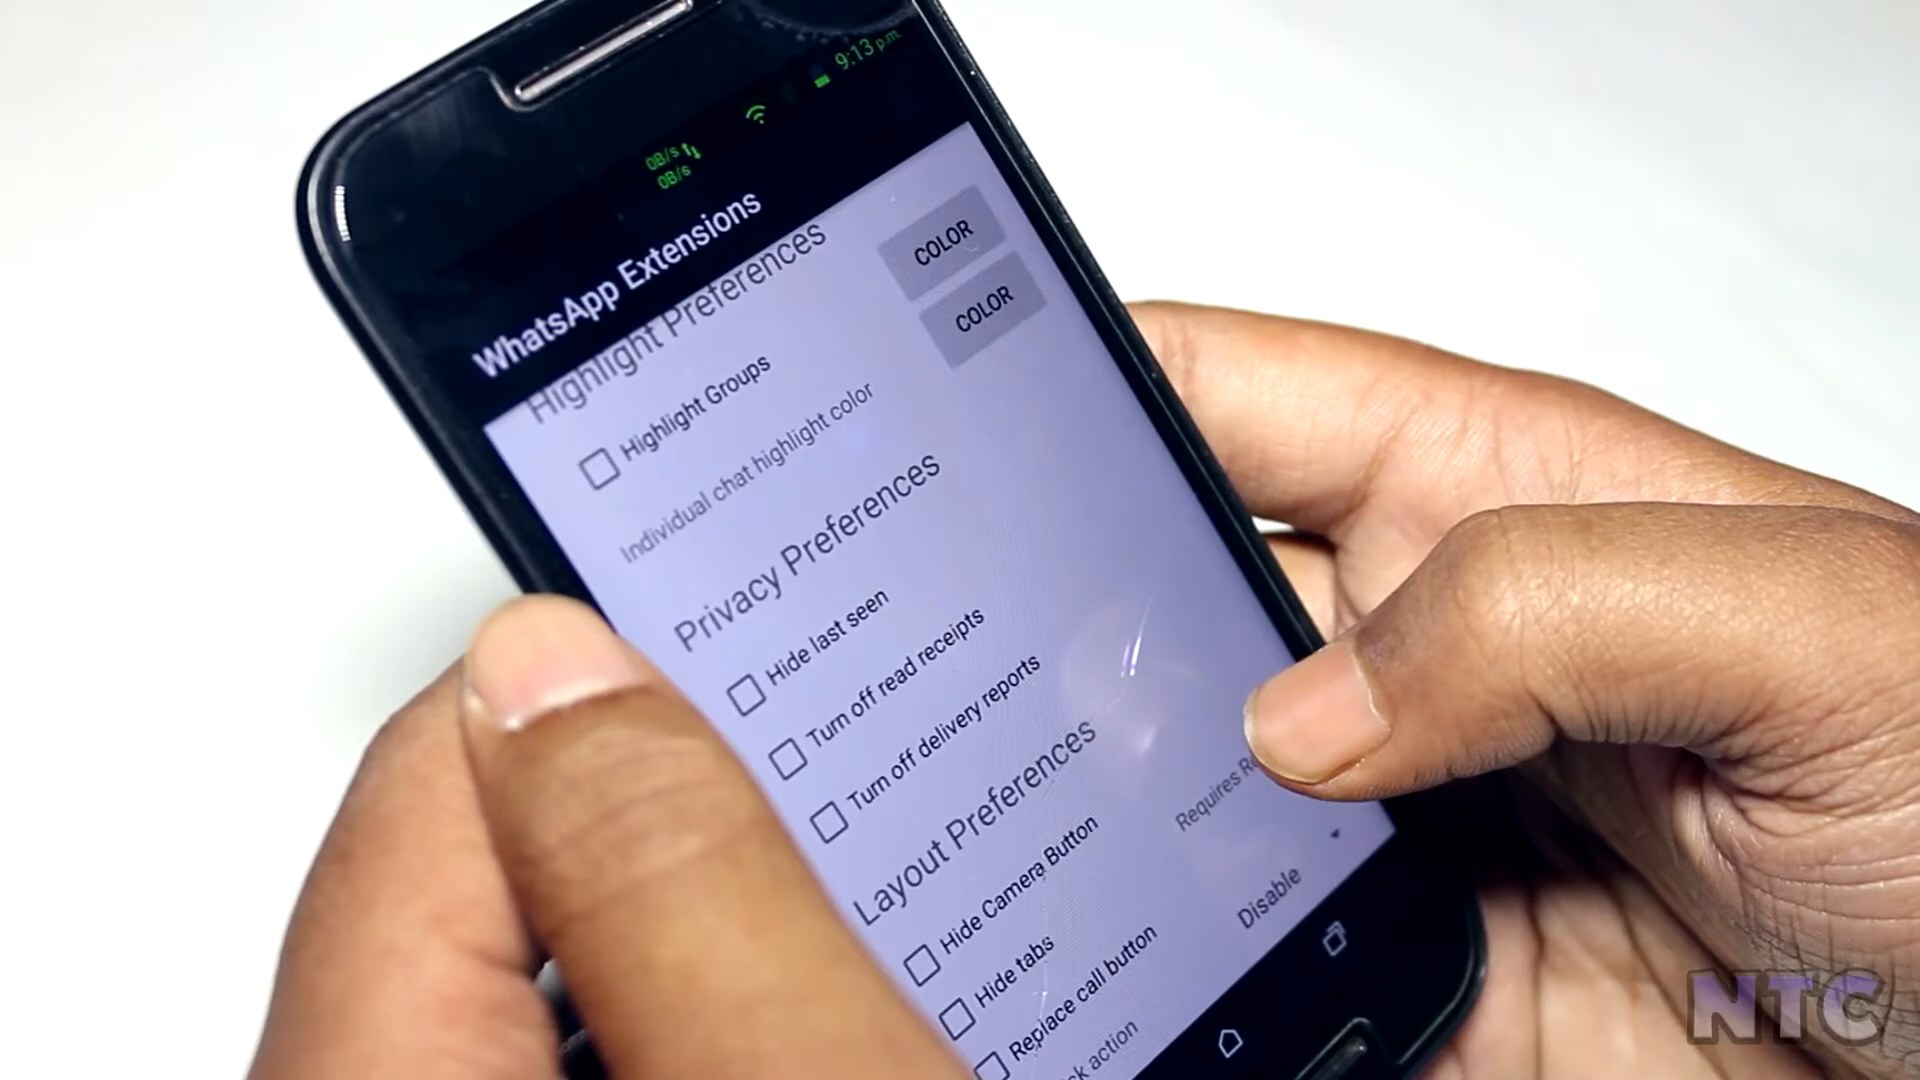 9:13 p.m.
0B/s
0B/s
WhatsApp Extensions
Highlight Preferences
COLOR
Highlight Groups
COLOR
Individual chat highlight color
Privacy Preferences
Hide last seen
Turn off read receipts
Turn off delivery reports
Layout Preferences
Hide Camera Button
Requires
Hide tabs
Disable
Replace call button
action
NTC